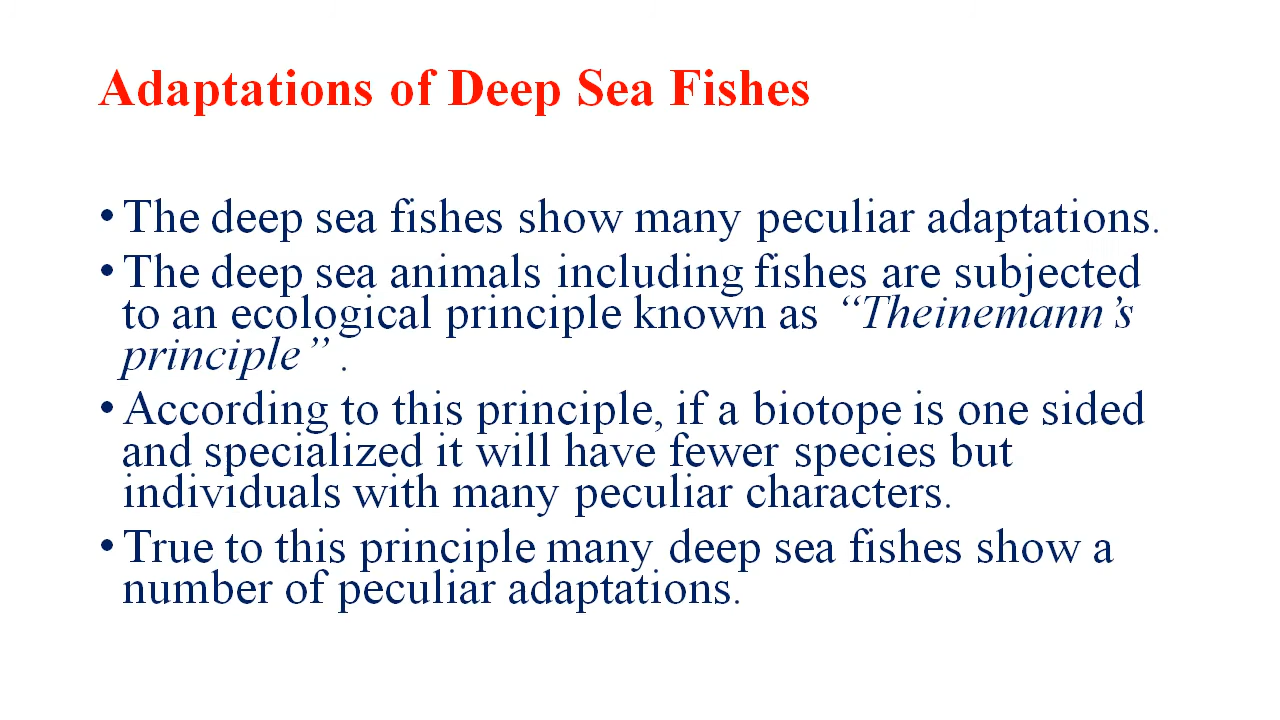 Adaptations of Deep Sea Fishes
• The deep sea fishes show many peculiar adaptations.
• The deep sea animals including fishes are subjected
to an ecological principle known as “Theinemann’s
principle” .
• According to this principle, if a biotope is one sided
and specialized it will have fewer species but
individuals with many peculiar characters.
• True to this principle many deep sea fishes show a
number of peculiar adaptations.